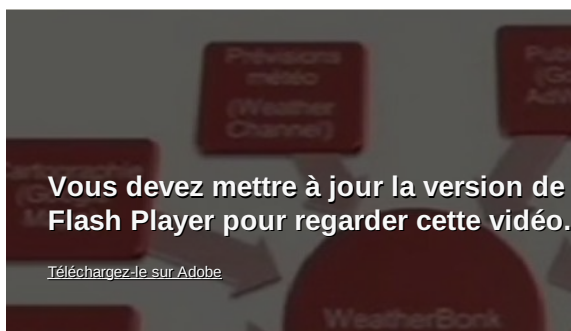 Prévisions
météo
(Weather
Channel)
Vous devez mettre à jour la version de
Flash Player pour regarder cette vidéo.
Téléchargez-le sur Adobe
WeatherBonk